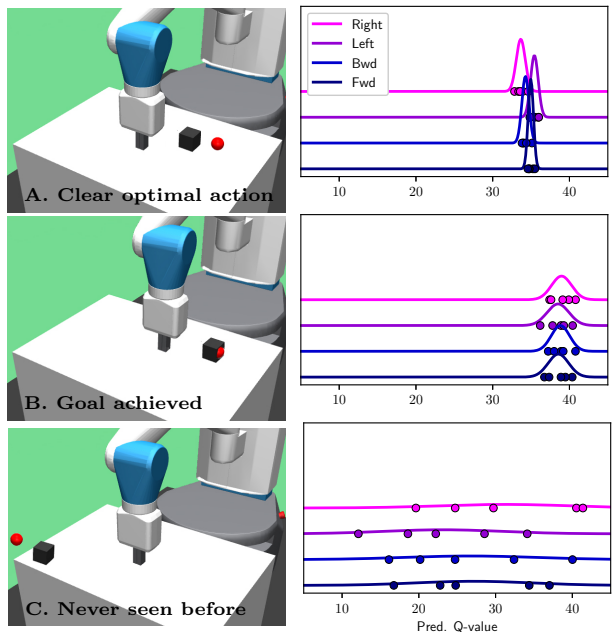 Right
Left
Bwd
Fwd
A. Clear optimal action
10 20 30 40
B. Goal achieved
10 20 30 40
C. Never seen before
10 20 30 40
Pred. Q-value